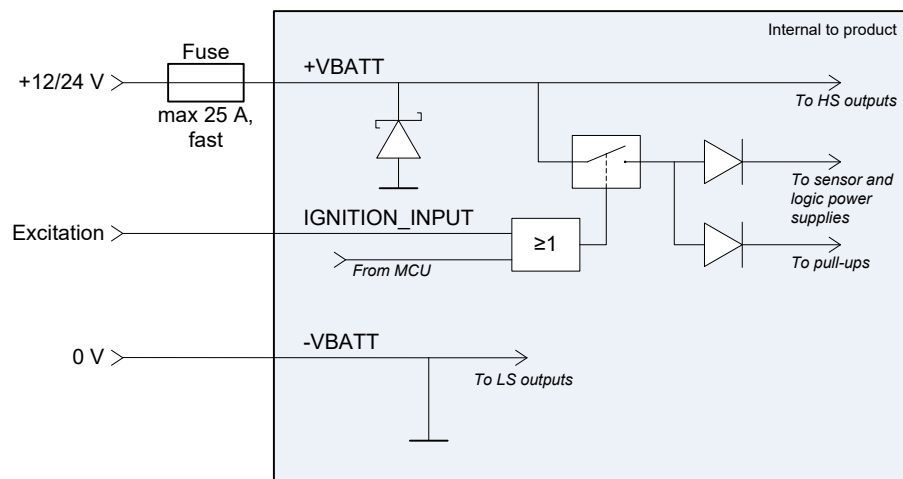 Internal to product
Fuse
+12/24 V
+VBATT
max 25 A,
fast
To HS outputs
To sensor and
logic power
supplies
Excitation
IGNITION_INPUT
≥1
From MCU
To pull-ups
0 V
-VBATT
To LS outputs